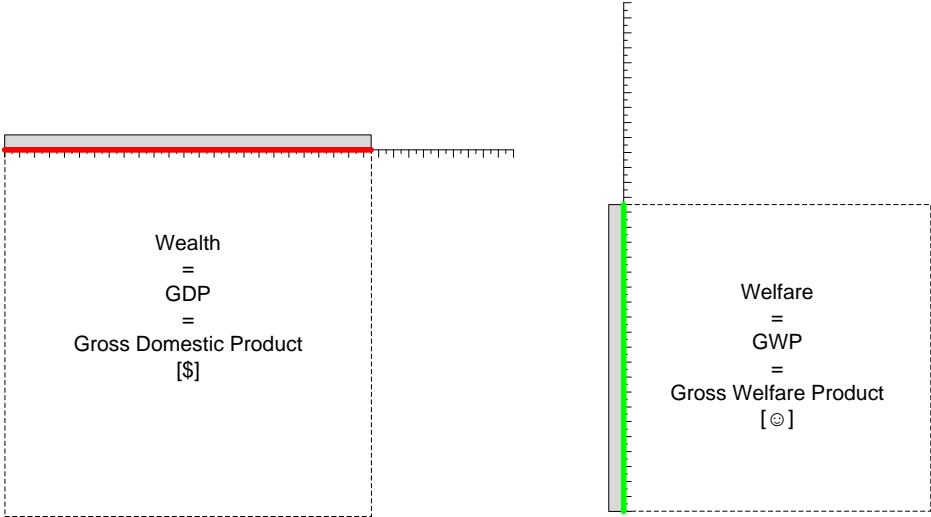 Wealth
=
GDP
=
Gross Domestic Product
[$]
Welfare
=
GWP
=
Gross Welfare Product
[☺]